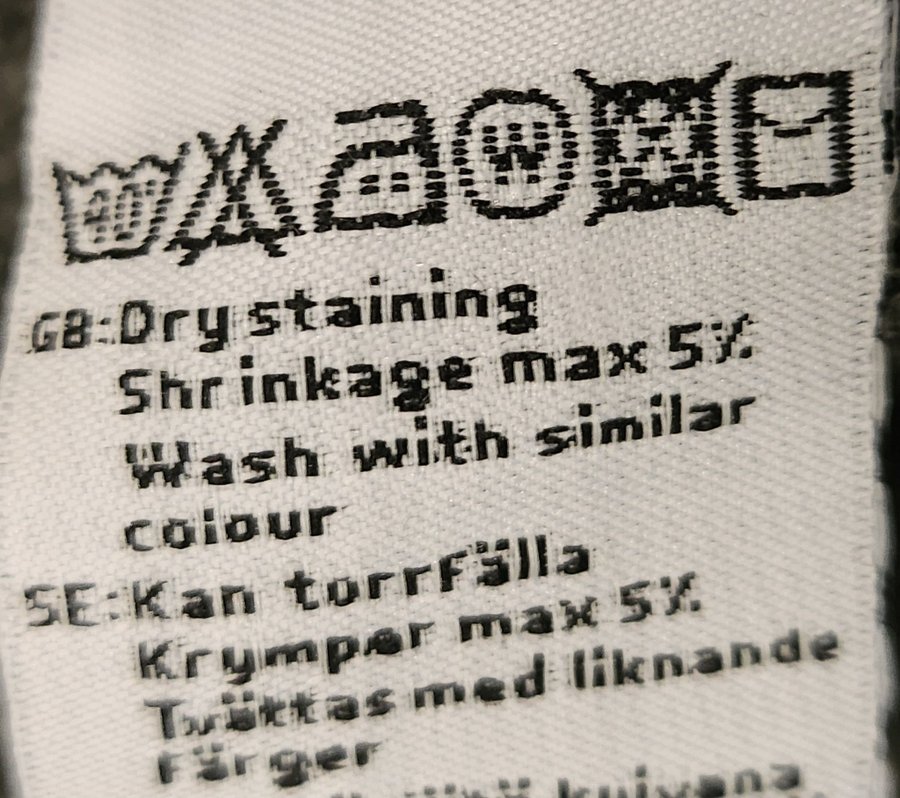 GB: Dry staining
Shrinkage max 5%
Wash with similar
colour
SE: Kan torrfälla
Krymper max 5%
Tvättas med liknande
färger
kuivana